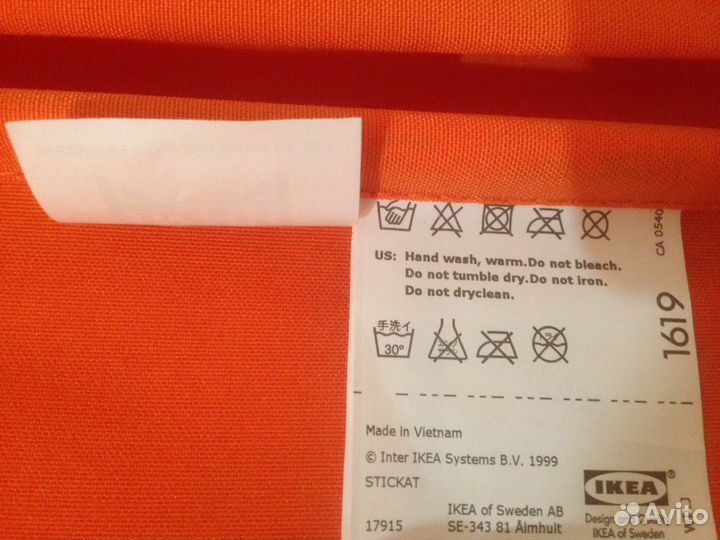 US: Hand wash, warm.Do not bleach.
Do not tumble dry.Do not iron.
Do not dryclean.
手洗イ
30°
CA 0540
1619
Made in Vietnam
© Inter IKEA Systems B.V. 1999
STICKAT
IKEA of Sweden AB
17915 SE-343 81 Älmhult
IKEA®
Design and
of Sweden
Avito